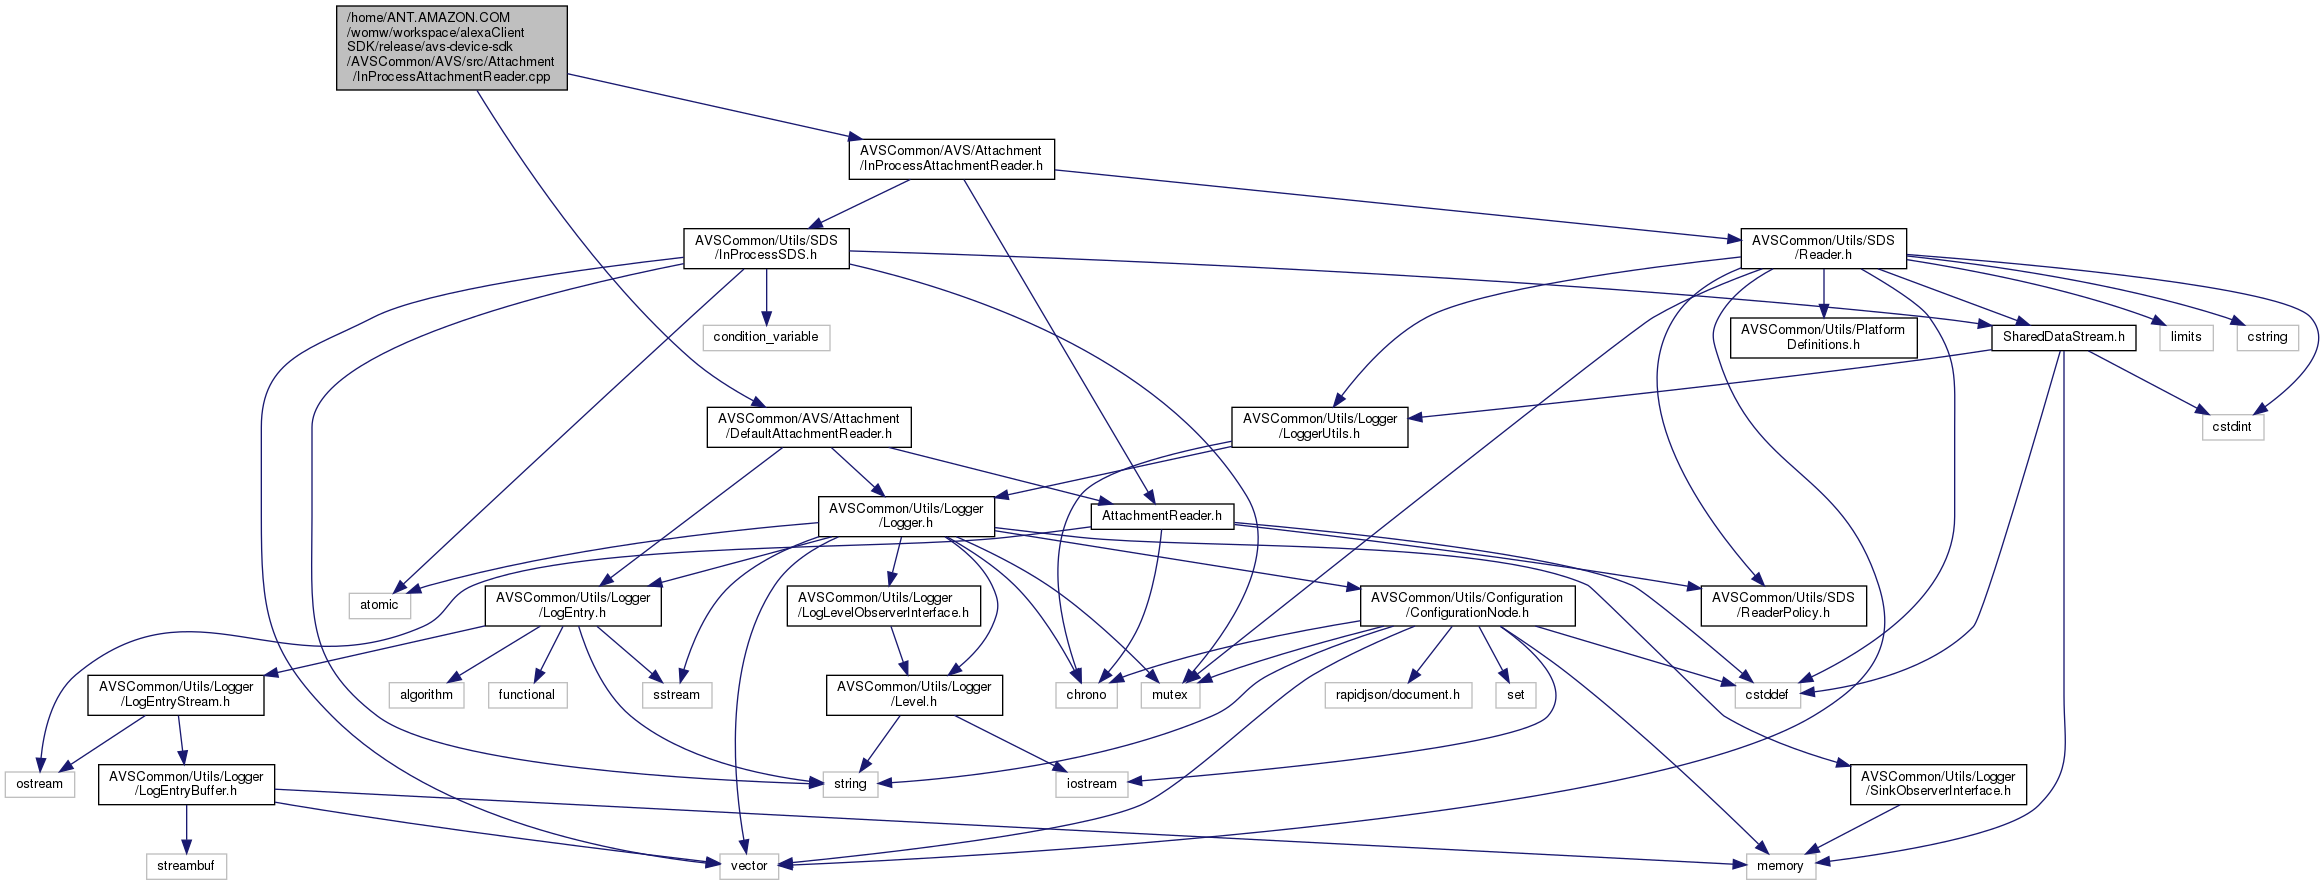 /home/ANT.AMAZON.COM
/womw/workspace/alexaClient
SDK/release/avs-device-sdk
/AVSCommon/AVS/src/Attachment
/InProcessAttachmentReader.cpp
AVSCommon/AVS/Attachment
/InProcessAttachmentReader.h
AVSCommon/Utils/SDS
/InProcessSDS.h
AVSCommon/Utils/SDS
/Reader.h
condition_variable
AVSCommon/Utils/Platform
Definitions.h
SharedDataStream.h
limits
cstring
AVSCommon/AVS/Attachment
/DefaultAttachmentReader.h
AVSCommon/Utils/Logger
/LoggerUtils.h
cstdint
AVSCommon/Utils/Logger
/Logger.h
AttachmentReader.h
atomic
AVSCommon/Utils/Logger
/LogEntry.h
AVSCommon/Utils/Logger
/LogLevelObserverInterface.h
AVSCommon/Utils/Configuration
/ConfigurationNode.h
AVSCommon/Utils/SDS
/ReaderPolicy.h
AVSCommon/Utils/Logger
/LogEntryStream.h
algorithm
functional
sstream
AVSCommon/Utils/Logger
/Level.h
chrono
mutex
rapidjson/document.h
set
cstddef
ostream
AVSCommon/Utils/Logger
/LogEntryBuffer.h
string
iostream
AVSCommon/Utils/Logger
/SinkObserverInterface.h
streambuf
vector
memory